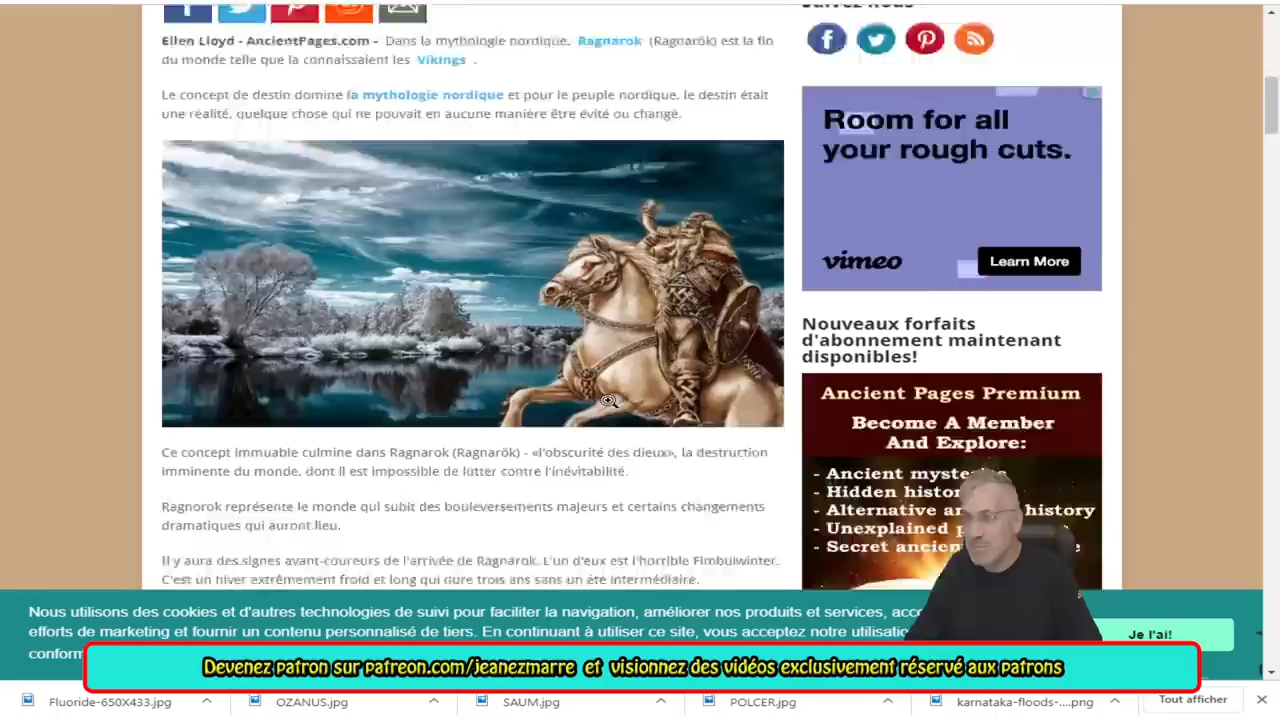 Suivez nous
Ellen Lloyd - AncientPages.com - Dans la mythologie nordique, Ragnarok (Ragnarök) est la fin
du monde telle que la connaissaient les Vikings .
Le concept de destin domine la mythologie nordique et pour le peuple nordique, le destin était
une réalité, quelque chose qui ne pouvait en aucune manière être évité ou changé.
Ce concept immuable culmine dans Ragnarok (Ragnarök) - «l'obscurité des dieux», la destruction
imminente du monde, dont il est impossible de lutter contre l'inévitabilité.
Ragnorok représente le monde qui subit des bouleversements majeurs et certains changements
dramatiques qui auront lieu.
Il y aura des signes avant-coureurs de l'arrivée de Ragnarok. L'un d'eux est l'horrible Fimbulwinter.
C'est un hiver extrêmement froid et long qui dure trois ans sans un été intermédiaire.
Room for all
your rough cuts.
vimeo
Learn More
Nouveaux forfaits
d'abonnement maintenant
disponibles!
Ancient Pages Premium
Become A Member
And Explore:
- Ancient
- Hidden
- Alternative history
- Unexplained
- Secret
Nous utilisons des cookies et d'autres technologies de suivi pour faciliter la navigation, améliorer nos produits et services,
efforts de marketing et fournir un contenu personnalisé de tiers. En continuant à utiliser ce site, vous acceptez notre
Je l'ai!
Devenez patron sur patreon.com/jeanezmarre et visionnez des vidéos exclusivement réservé aux patrons
Fluoride-650X433.jpg
OZANUS.jpg
SAUM.jpg
POLCER.jpg
karnataka-floods-....png
Tout afficher